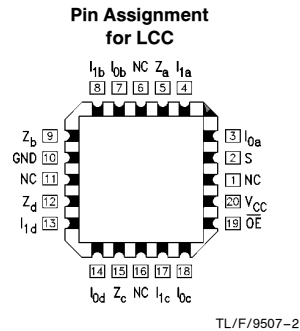 Pin Assignment
for LCC
I1b I0b NC Za I1a
8 7 6 5 4
Zb 9
GND 10
NC 11
Zd 12
I1d 13
3 I0a
2 S
1 NC
20 VCC
19 O̅E̅
14 15 16 17 18
I0d Zc NC I1c I0c
TL/F/9507–2